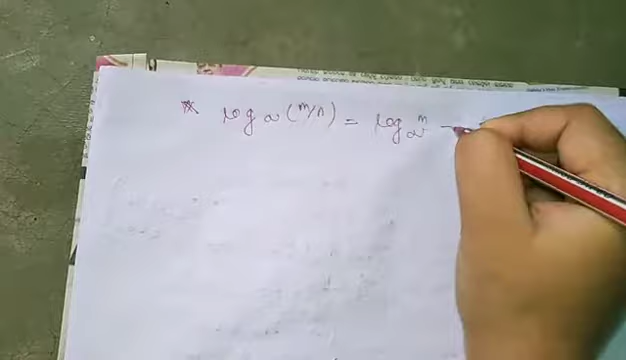 * log a (m/n) = log a m –